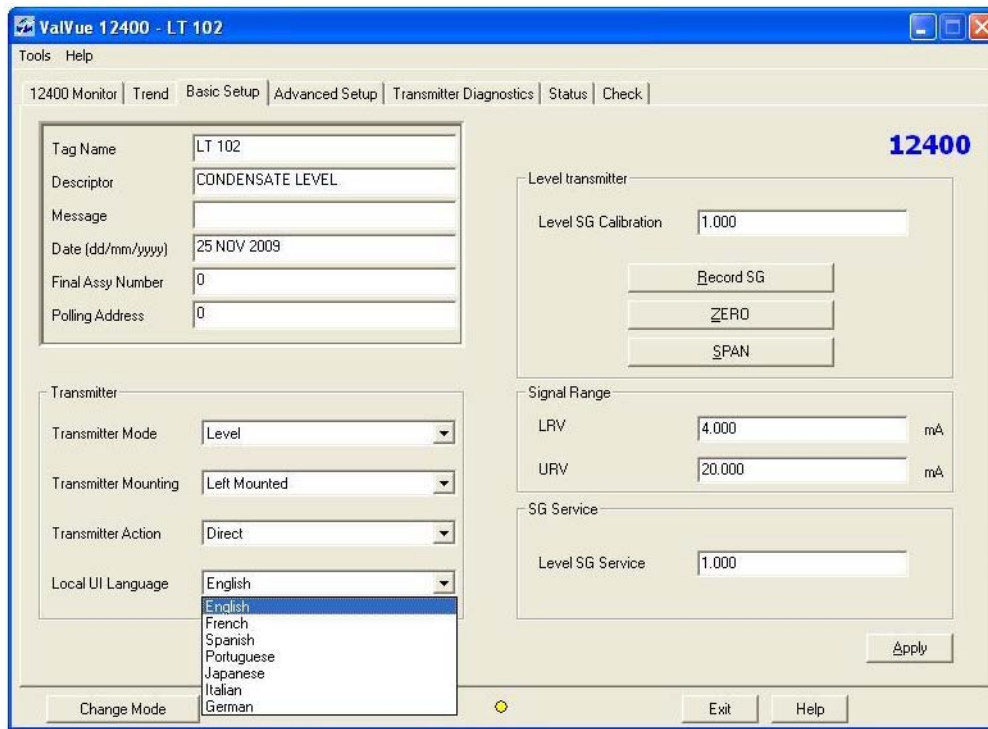 ValVue 12400 - LT 102
Tools Help
12400 Monitor Trend Basic Setup Advanced Setup Transmitter Diagnostics Status Check
12400
Tag Name LT 102
Descriptor CONDENSATE LEVEL
Message
Date (dd/mm/yyyy) 25 NOV 2009
Final Assy Number 0
Polling Address 0
Level transmitter
Level SG Calibration 1.000
Record SG
ZERO
SPAN
Transmitter
Transmitter Mode Level
Transmitter Mounting Left Mounted
Transmitter Action Direct
Local UI Language English
English
French
Spanish
Portuguese
Japanese
Italian
German
Signal Range
LRV 4.000 mA
URV 20.000 mA
SG Service
Level SG Service 1.000
Apply
Change Mode
Exit
Help